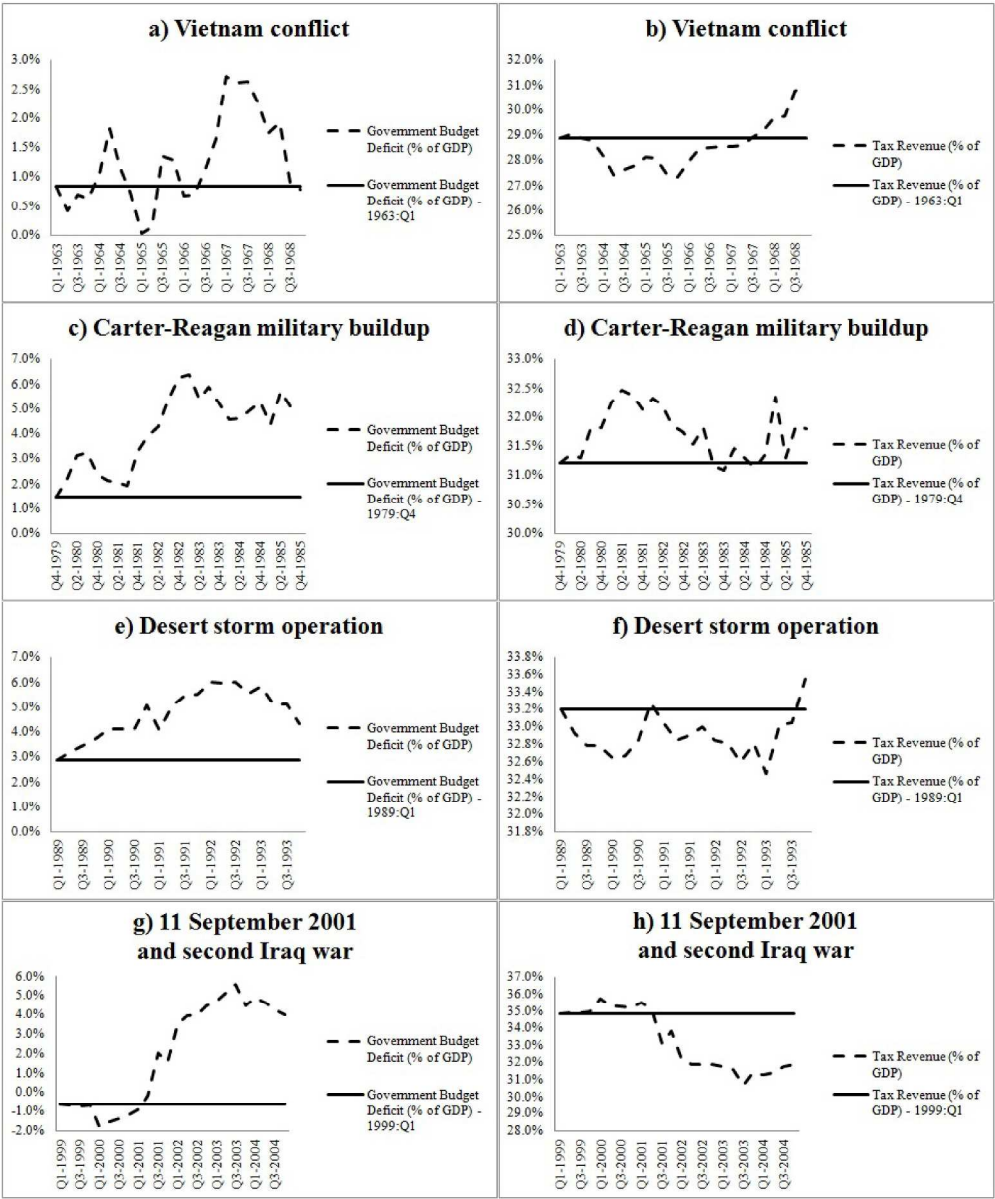 a) Vietnam conflict
3.0%
2.5%
2.0%
1.5%
1.0%
0.5%
0.0%
Q1-1963
Q3-1963
Q1-1964
Q3-1964
Q1-1965
Q3-1965
Q1-1966
Q3-1966
Q1-1967
Q3-1967
Q1-1968
Q3-1968
Government Budget
Deficit (% of GDP)
Government Budget
Deficit (% of GDP) -
1963:Q1
b) Vietnam conflict
32.0%
31.0%
30.0%
29.0%
28.0%
27.0%
26.0%
25.0%
Q1-1963
Q3-1963
Q1-1964
Q3-1964
Q1-1965
Q3-1965
Q1-1966
Q3-1966
Q1-1967
Q3-1967
Q1-1968
Q3-1968
Tax Revenue (% of
GDP)
Tax Revenue (% of
GDP) - 1963:Q1
c) Carter-Reagan military buildup
7.0%
6.0%
5.0%
4.0%
3.0%
2.0%
1.0%
0.0%
Q4-1979
Q2-1980
Q4-1980
Q2-1981
Q4-1981
Q2-1982
Q4-1982
Q2-1983
Q4-1983
Q2-1984
Q4-1984
Q2-1985
Q4-1985
Government Budget
Deficit (% of GDP)
Government Budget
Deficit (% of GDP) -
1979:Q4
d) Carter-Reagan military buildup
33.0%
32.5%
32.0%
31.5%
31.0%
30.5%
30.0%
Q4-1979
Q2-1980
Q4-1980
Q2-1981
Q4-1981
Q2-1982
Q4-1982
Q2-1983
Q4-1983
Q2-1984
Q4-1984
Q2-1985
Q4-1985
Tax Revenue (% of
GDP)
Tax Revenue (% of
GDP) - 1979:Q4
e) Desert storm operation
7.0%
6.0%
5.0%
4.0%
3.0%
2.0%
1.0%
0.0%
Q1-1989
Q3-1989
Q1-1990
Q3-1990
Q1-1991
Q3-1991
Q1-1992
Q3-1992
Q1-1993
Q3-1993
Government Budget
Deficit (% of GDP)
Government Budget
Deficit (% of GDP) -
1989:Q1
f) Desert storm operation
33.8%
33.6%
33.4%
33.2%
33.0%
32.8%
32.6%
32.4%
32.2%
32.0%
31.8%
Q1-1989
Q3-1989
Q1-1990
Q3-1990
Q1-1991
Q3-1991
Q1-1992
Q3-1992
Q1-1993
Q3-1993
Tax Revenue (% of
GDP)
Tax Revenue (% of
GDP) - 1989:Q1
g) 11 September 2001
and second Iraq war
6.0%
5.0%
4.0%
3.0%
2.0%
1.0%
0.0%
-1.0%
-2.0%
Q1-1999
Q3-1999
Q1-2000
Q3-2000
Q1-2001
Q3-2001
Q1-2002
Q3-2002
Q1-2003
Q3-2003
Q1-2004
Q3-2004
Government Budget
Deficit (% of GDP)
Government Budget
Deficit (% of GDP) -
1999:Q1
h) 11 September 2001
and second Iraq war
37.0%
36.0%
35.0%
34.0%
33.0%
32.0%
31.0%
30.0%
29.0%
28.0%
Q1-1999
Q3-1999
Q1-2000
Q3-2000
Q1-2001
Q3-2001
Q1-2002
Q3-2002
Q1-2003
Q3-2003
Q1-2004
Q3-2004
Tax Revenue (% of
GDP)
Tax Revenue (% of
GDP) - 1999:Q1